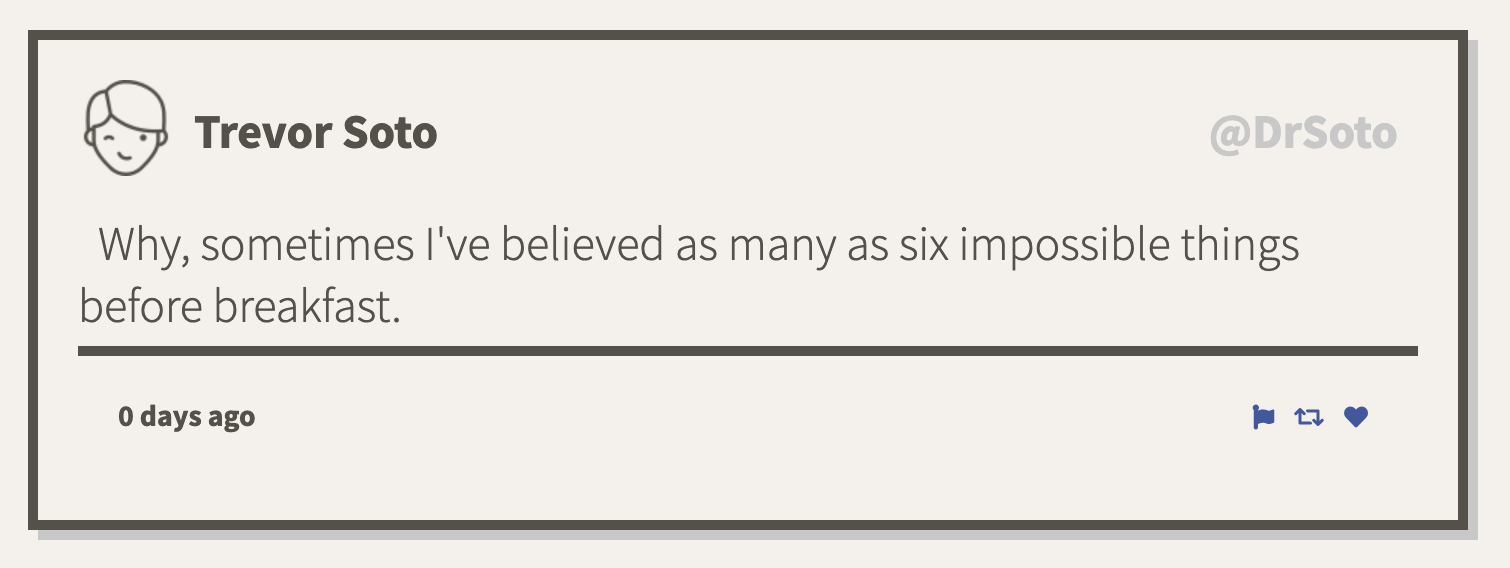 Trevor Soto
@DrSoto
Why, sometimes I've believed as many as six impossible things
before breakfast.
0 days ago